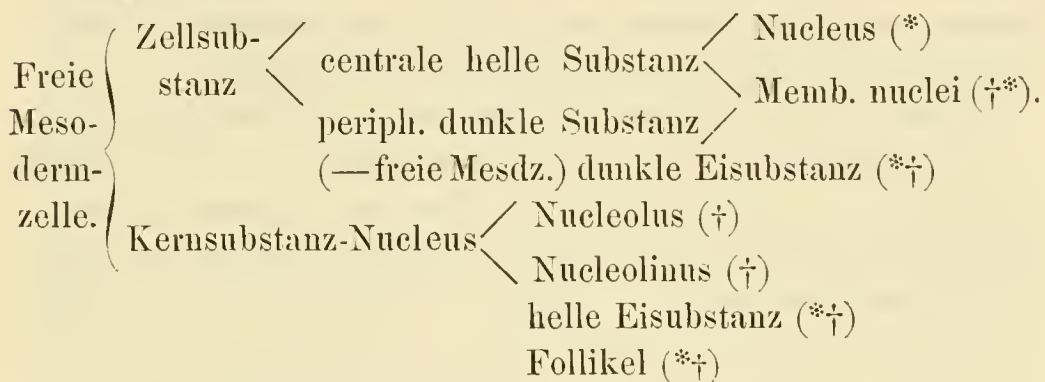 Freie Meso- derm- zelle.
Zellsub- stanz
centrale helle Substanz
Nucleus (*)
Memb. nuclei (†*).
periph. dunkle Substanz
(—freie Mesdz.) dunkle Eisubstanz (*†)
Kernsubstanz-Nucleus
Nucleolus (†)
Nucleolinus (†)
helle Eisubstanz (*†)
Follikel (*†)